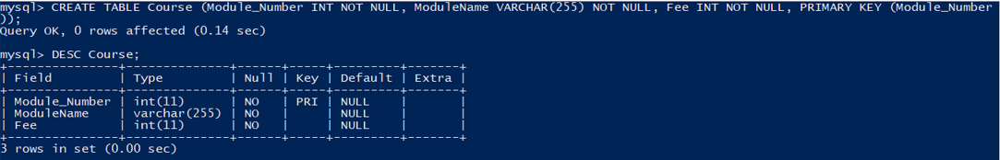 mysql> CREATE TABLE Course (Module_Number INT NOT NULL, ModuleName VARCHAR(255) NOT NULL, Fee INT NOT NULL, PRIMARY KEY (Module_Number
));
Query OK, 0 rows affected (0.14 sec)
mysql> DESC Course;
+---------------+--------------+------+-----+---------+-------+
| Field         | Type         | Null | Key | Default | Extra |
+---------------+--------------+------+-----+---------+-------+
| Module_Number | int(11)      | NO   | PRI | NULL    |       |
| ModuleName    | varchar(255) | NO   |     | NULL    |       |
| Fee           | int(11)      | NO   |     | NULL    |       |
+---------------+--------------+------+-----+---------+-------+
3 rows in set (0.00 sec)